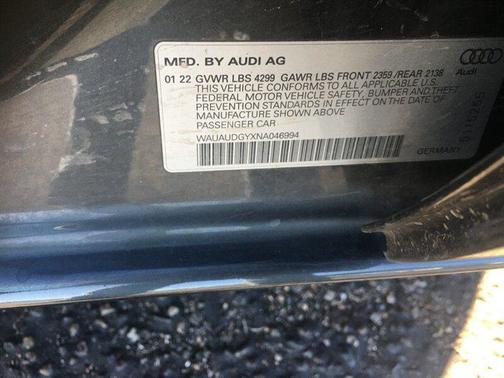 MFD. BY AUDI AG
01 22 GVWR LBS 4299 GAWR LBS FRONT 2359 /REAR 2138
THIS VEHICLE CONFORMS TO ALL APPLICABLE U.S.
FEDERAL MOTOR VEHICLE SAFETY, BUMPER AND THEFT
PREVENTION STANDARDS IN EFFECT ON THE DATE OF
MANUFACTURE SHOWN ABOVE
PASSENGER CAR
WAUAUDGYXNA046994
Audi
GERMANY